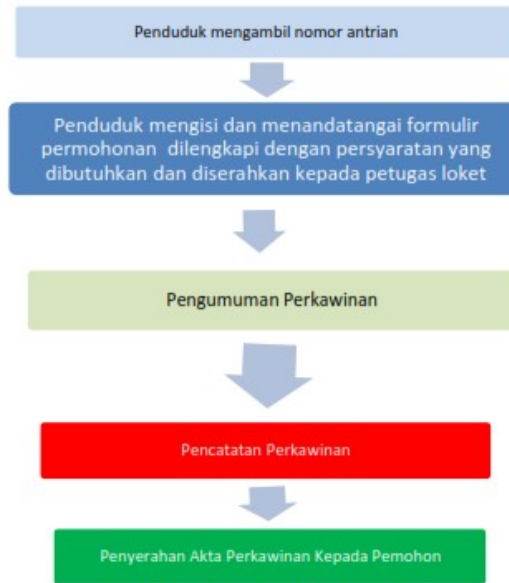 Penduduk mengambil nomor antrian
Penduduk mengisi dan menandatangai formulir
permohonan dilengkapi dengan persyaratan yang
dibutuhkan dan diserahkan kepada petugas loket
Pengumuman Perkawinan
Pencatatan Perkawinan
Penyerahan Akta Perkawinan Kepada Pemohon